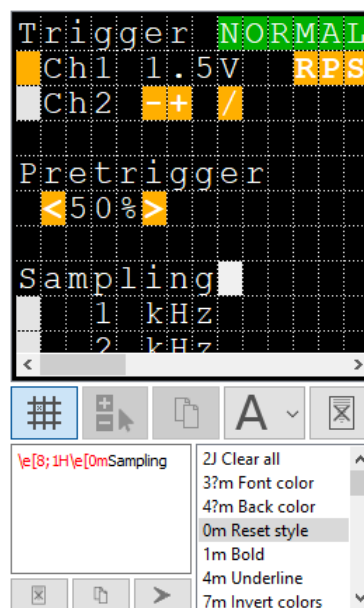 Trigger NORMAL
Ch1 1.5V RPS
Ch2 -+ /
Pretrigger
<50%>
Sampling
1 kHz
2 kHz
A
\e[8;1H\e[0mSampling
2J Clear all
3?m Font color
4?m Back color
0m Reset style
1m Bold
4m Underline
7m Invert colors